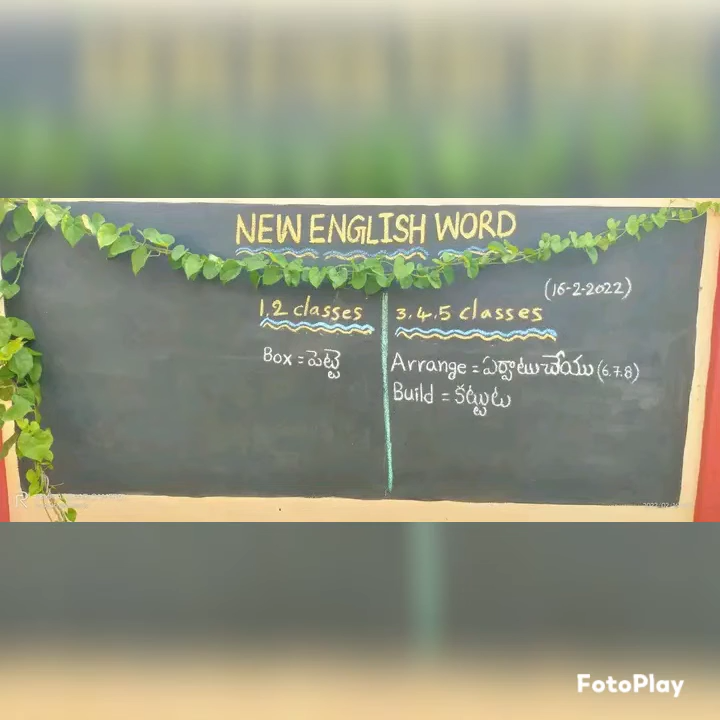 NEW ENGLISH WORD
(16-2-2022)
1.2 classes
3.4.5 classes
Box = పెట్టె
Arrange = ఏర్పాటుచేయు (6.7.8)
Build = కట్టుట
FotoPlay